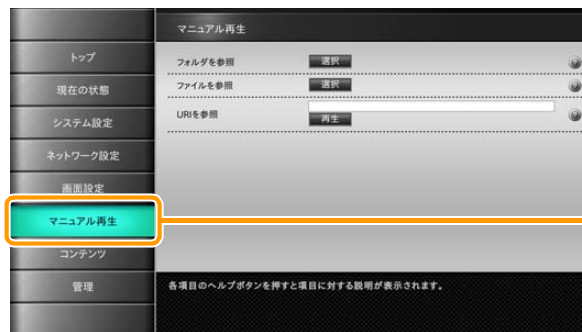 マニュアル再生
トップ
現在の状態
システム設定
ネットワーク設定
画面設定
マニュアル再生
コンテンツ
管理
フォルダを参照 選択
ファイルを参照 選択
URIを参照
再生
各項目のヘルプボタンを押すと項目に対する説明が表示されます。